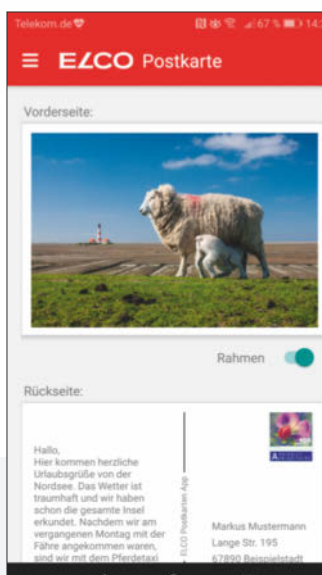 Telekom.de
67 %
ELCO Postkarte
Vorderseite:
Rahmen
Rückseite:
Hallo,
Hier kommen herzliche
Urlaubsgrüße von der
Nordsee. Das Wetter ist
traumhaft und wir haben
schon die gesamte Insel
erkundet. Nachdem wir am
vergangenen Montag mit der
Fähre angekommen waren,
sind wir mit dem Pferdetaxi
ELCO Postkarten App
A
Markus Mustermann
Lange Str. 195
67890 Beispielstadt